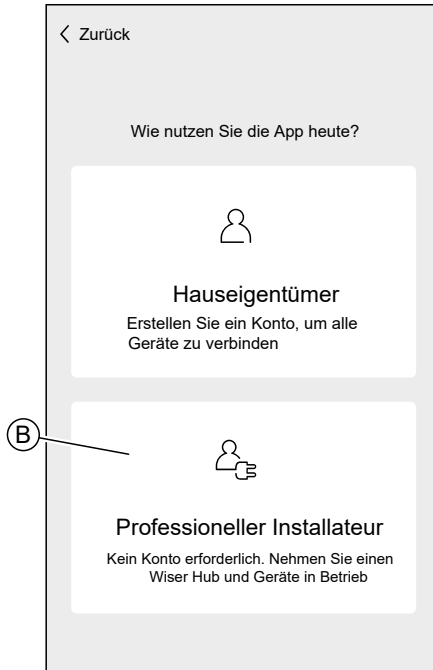 Zurück
Wie nutzen Sie die App heute?
Hauseigentümer
Erstellen Sie ein Konto, um alle
Geräte zu verbinden
B
Professioneller Installateur
Kein Konto erforderlich. Nehmen Sie einen
Wiser Hub und Geräte in Betrieb